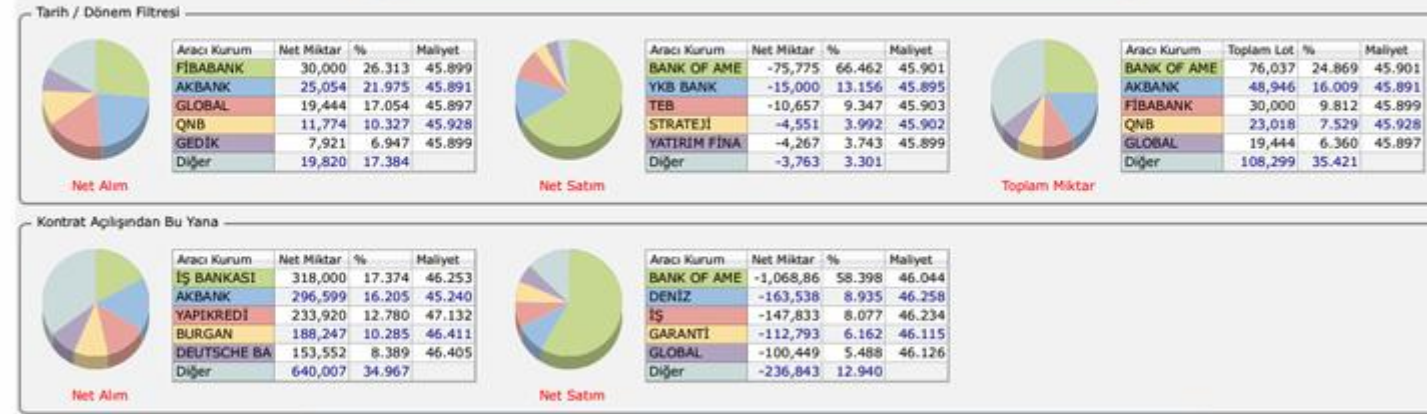 Tarih / Dönem Filtresi
Aracı Kurum Net Miktar % Maliyet
FİBABANK 30,000 26.313 45.899
AKBANK 25,054 21.975 45.891
GLOBAL 19,444 17.054 45.897
QNB 11,774 10.327 45.928
GEDİK 7,921 6.947 45.899
Diğer 19,820 17.384
Net Alım
Aracı Kurum Net Miktar % Maliyet
BANK OF AME -75,775 66.462 45.901
YKB BANK -15,000 13.156 45.895
TEB -10,657 9.347 45.903
STRATEJİ -4,551 3.992 45.902
YATIRIM FİNA -4,267 3.743 45.899
Diğer -3,763 3.301
Net Satım
Aracı Kurum Toplam Lot % Maliyet
BANK OF AME 76,037 24.869 45.901
AKBANK 48,946 16.009 45.891
FİBABANK 30,000 9.812 45.899
QNB 23,018 7.529 45.928
GLOBAL 19,444 6.360 45.897
Diğer 108,299 35.421
Toplam Miktar
Kontrat Açılışından Bu Yana
Aracı Kurum Net Miktar % Maliyet
İŞ BANKASI 318,000 17.374 46.253
AKBANK 296,599 16.205 45.240
YAPIKREDİ 233,920 12.780 47.132
BURGAN 188,247 10.285 46.411
DEUTSCHE BA 153,552 8.389 46.405
Diğer 640,007 34.967
Net Alım
Aracı Kurum Net Miktar % Maliyet
BANK OF AME -1,068,86 58.398 46.044
DENİZ -163,538 8.935 46.258
İŞ -147,833 8.077 46.234
GARANTİ -112,793 6.162 46.115
GLOBAL -100,449 5.488 46.126
Diğer -236,843 12.940
Net Satım